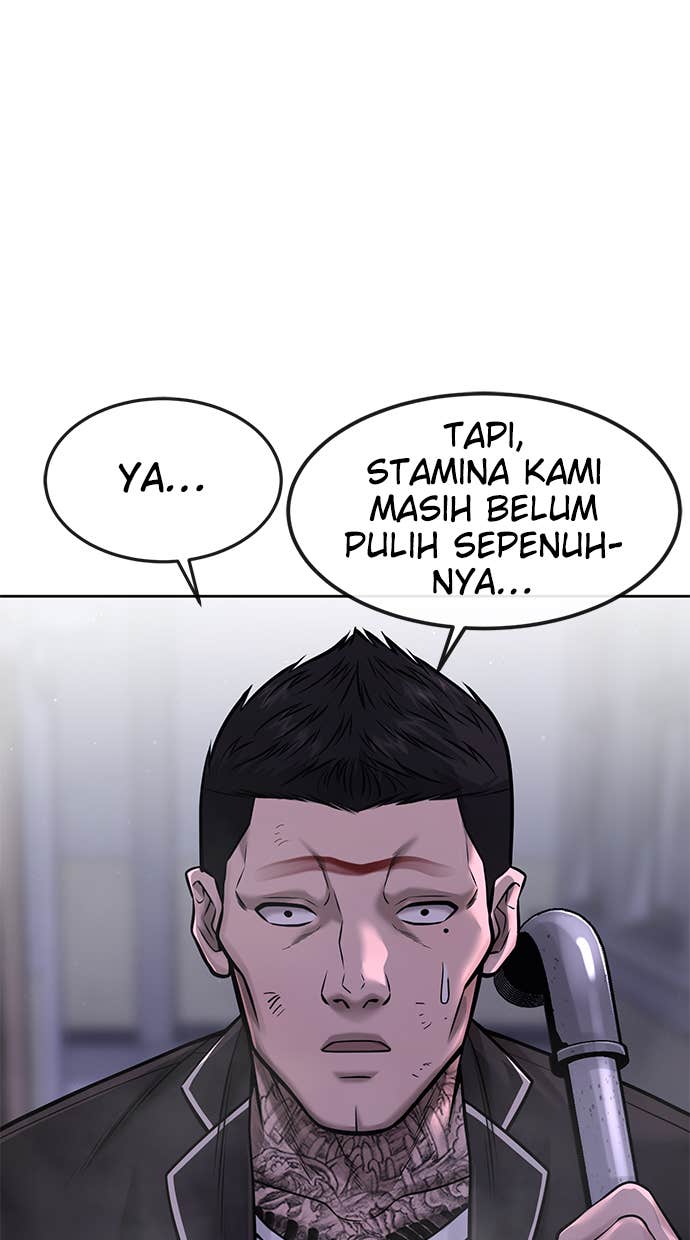 YA...
TAPI,
STAMINA KAMI
MASIH BELUM
PULIH SEPENUH-
NYA...